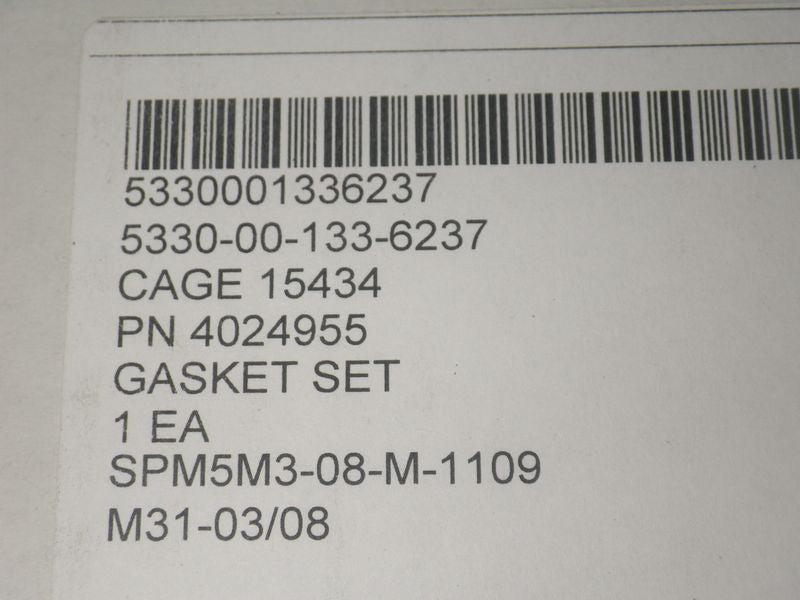 5330001336237
5330-00-133-6237
CAGE 15434
PN 4024955
GASKET SET
1 EA
SPM5M3-08-M-1109
M31-03/08